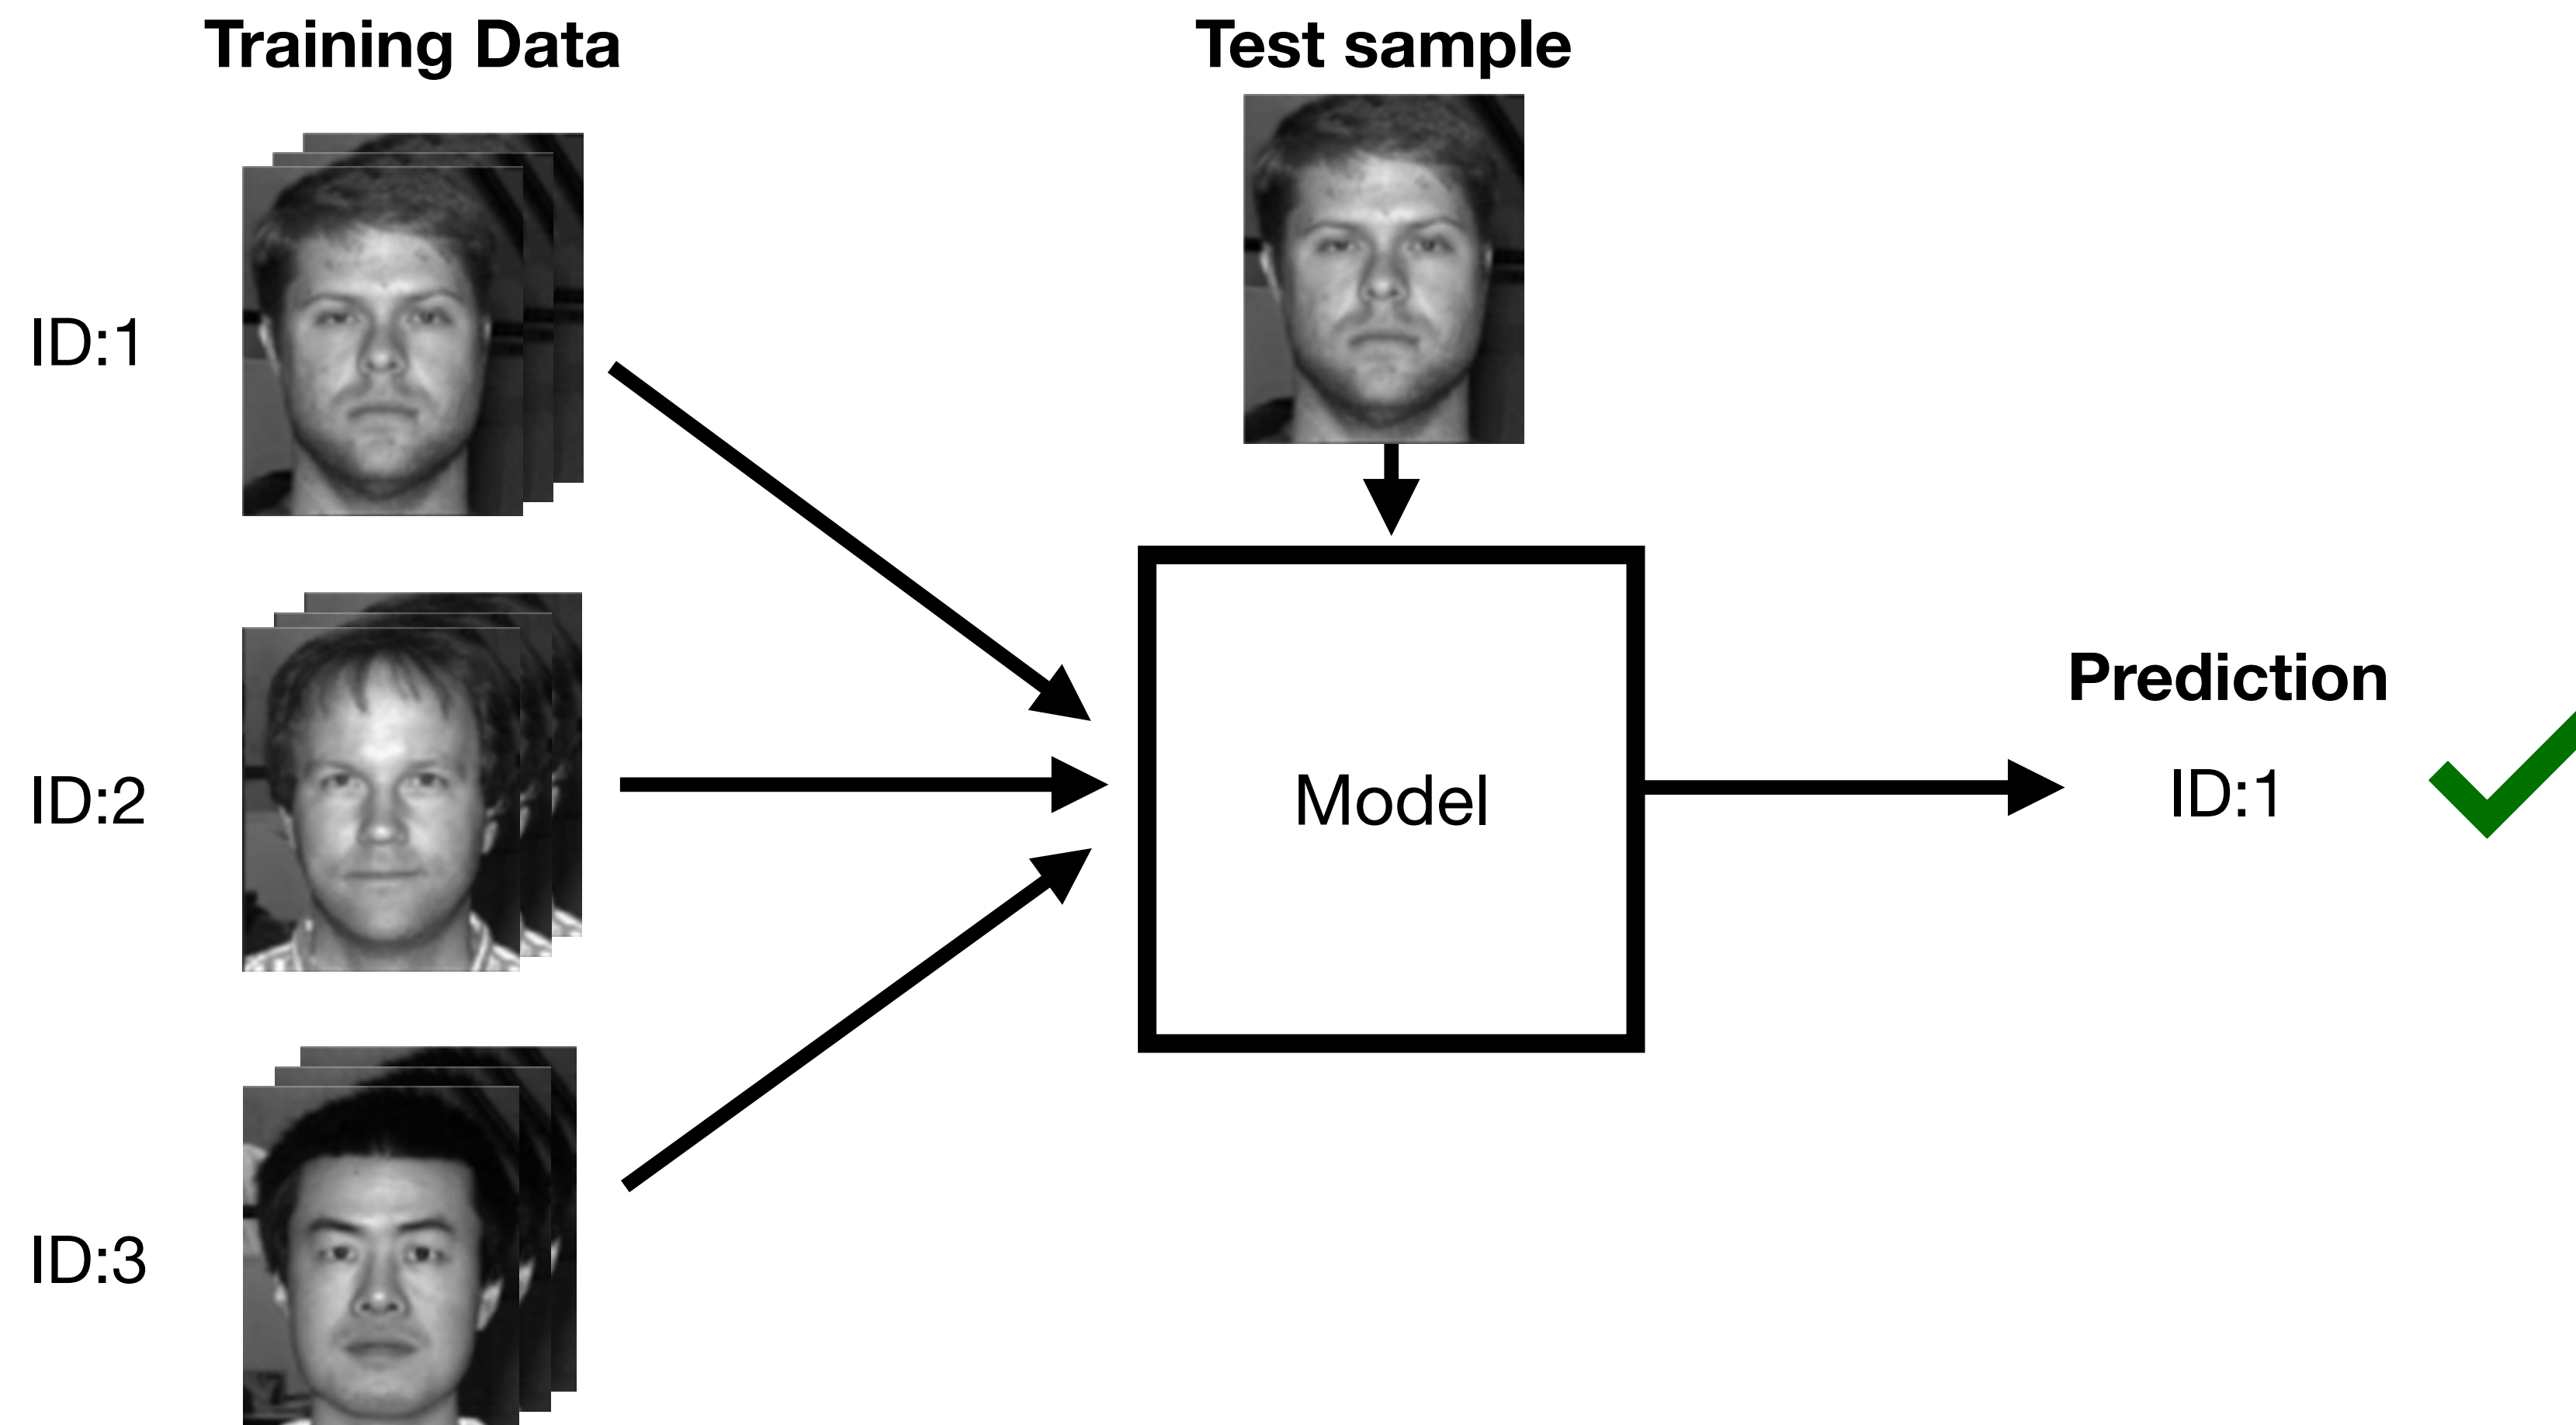 Training Data
Test sample
ID:1
Prediction
ID:2
Model
ID:1
ID:3